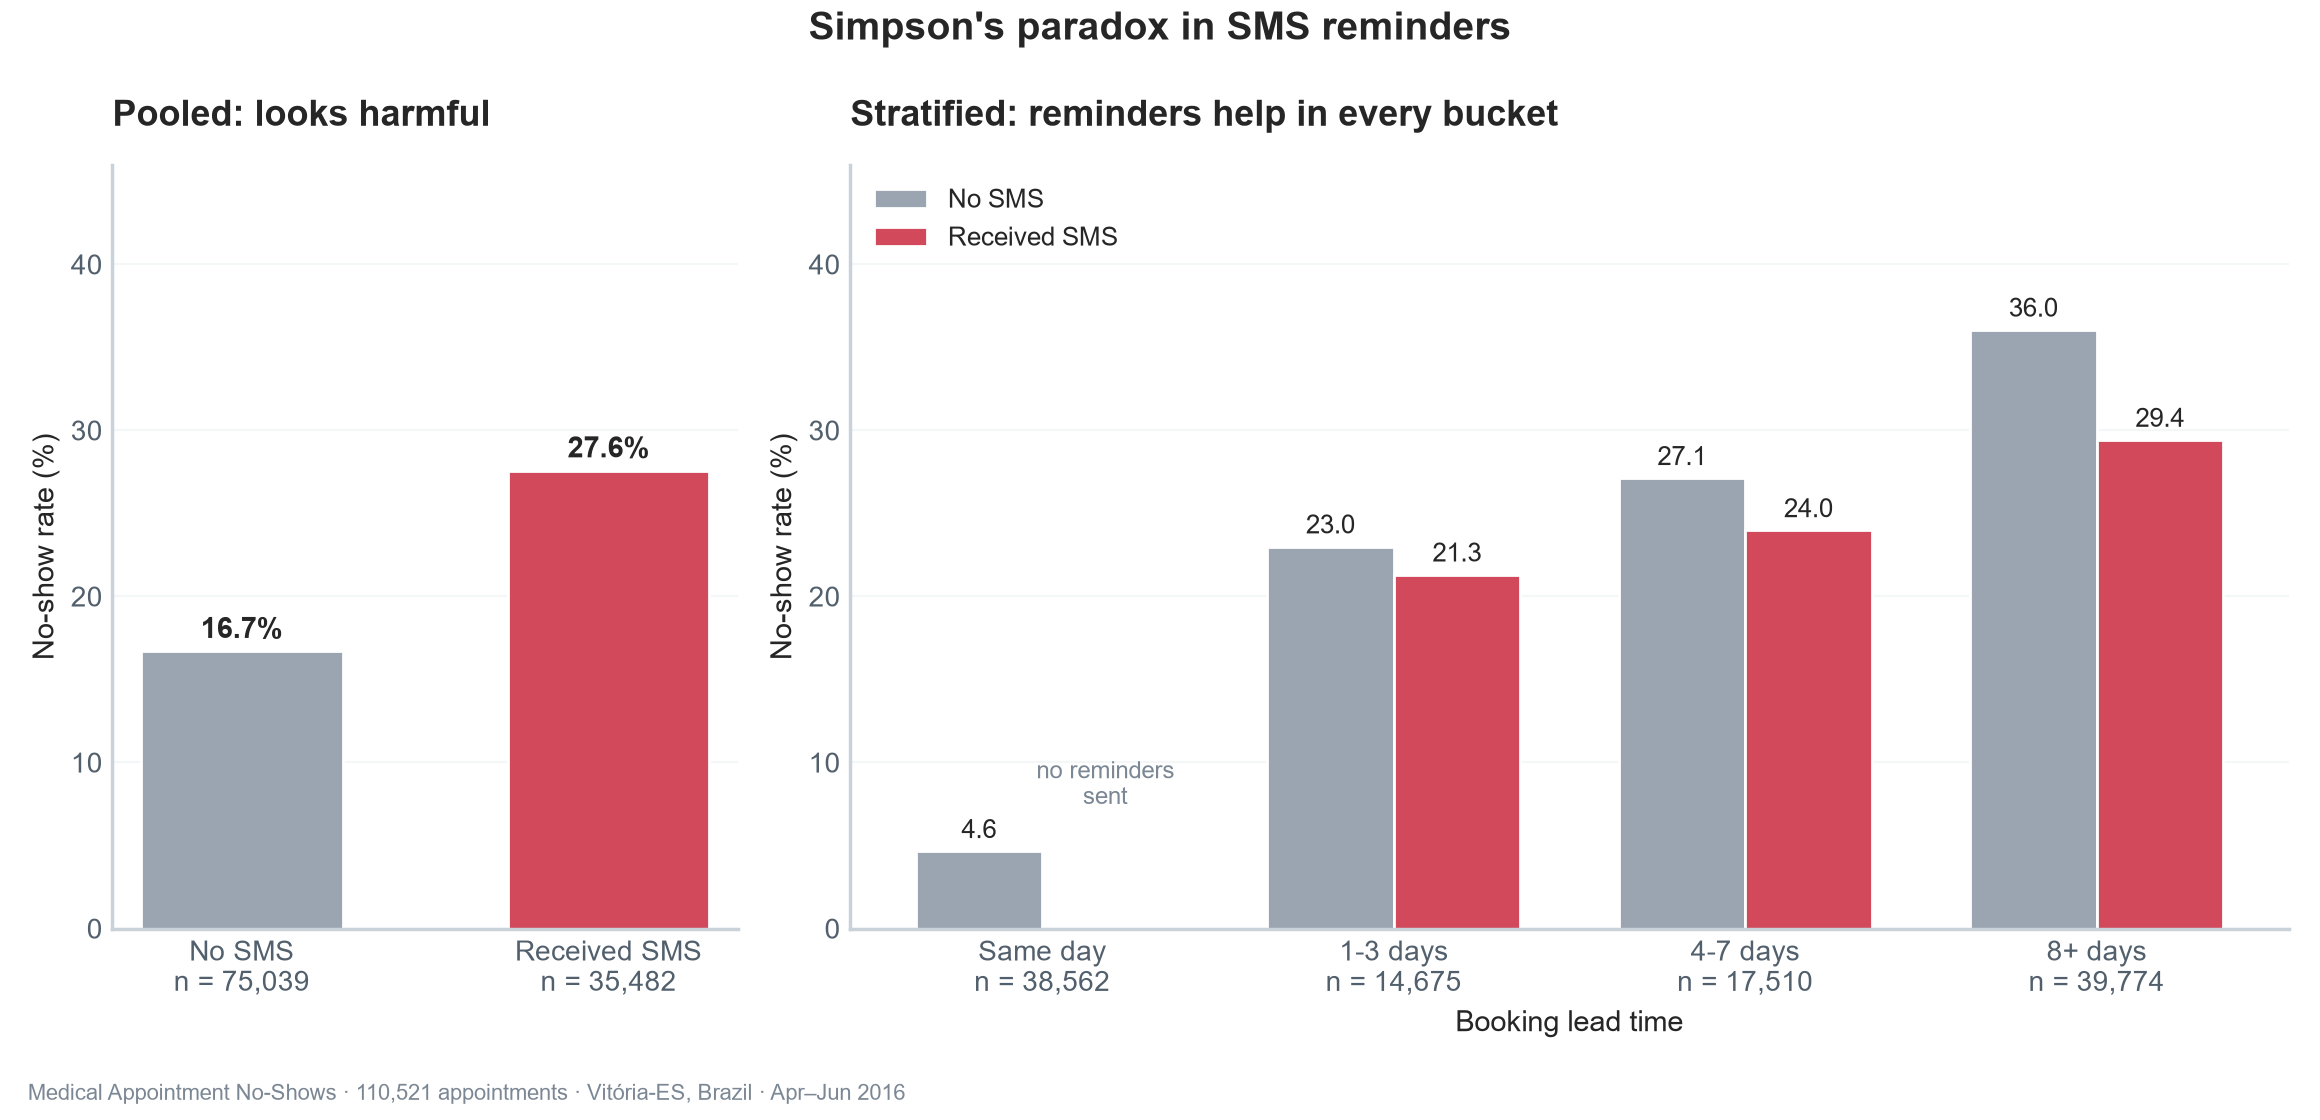 Simpson's paradox in SMS reminders
Pooled: looks harmful
No-show rate (%)
40
30
20
10
0
16.7%
27.6%
No SMS
n = 75,039
Received SMS
n = 35,482
Stratified: reminders help in every bucket
No SMS
Received SMS
No-show rate (%)
40
30
20
10
0
4.6
no reminders
sent
23.0
21.3
27.1
24.0
36.0
29.4
Same day
n = 38,562
1-3 days
n = 14,675
4-7 days
n = 17,510
8+ days
n = 39,774
Booking lead time
Medical Appointment No-Shows · 110,521 appointments · Vitória-ES, Brazil · Apr–Jun 2016